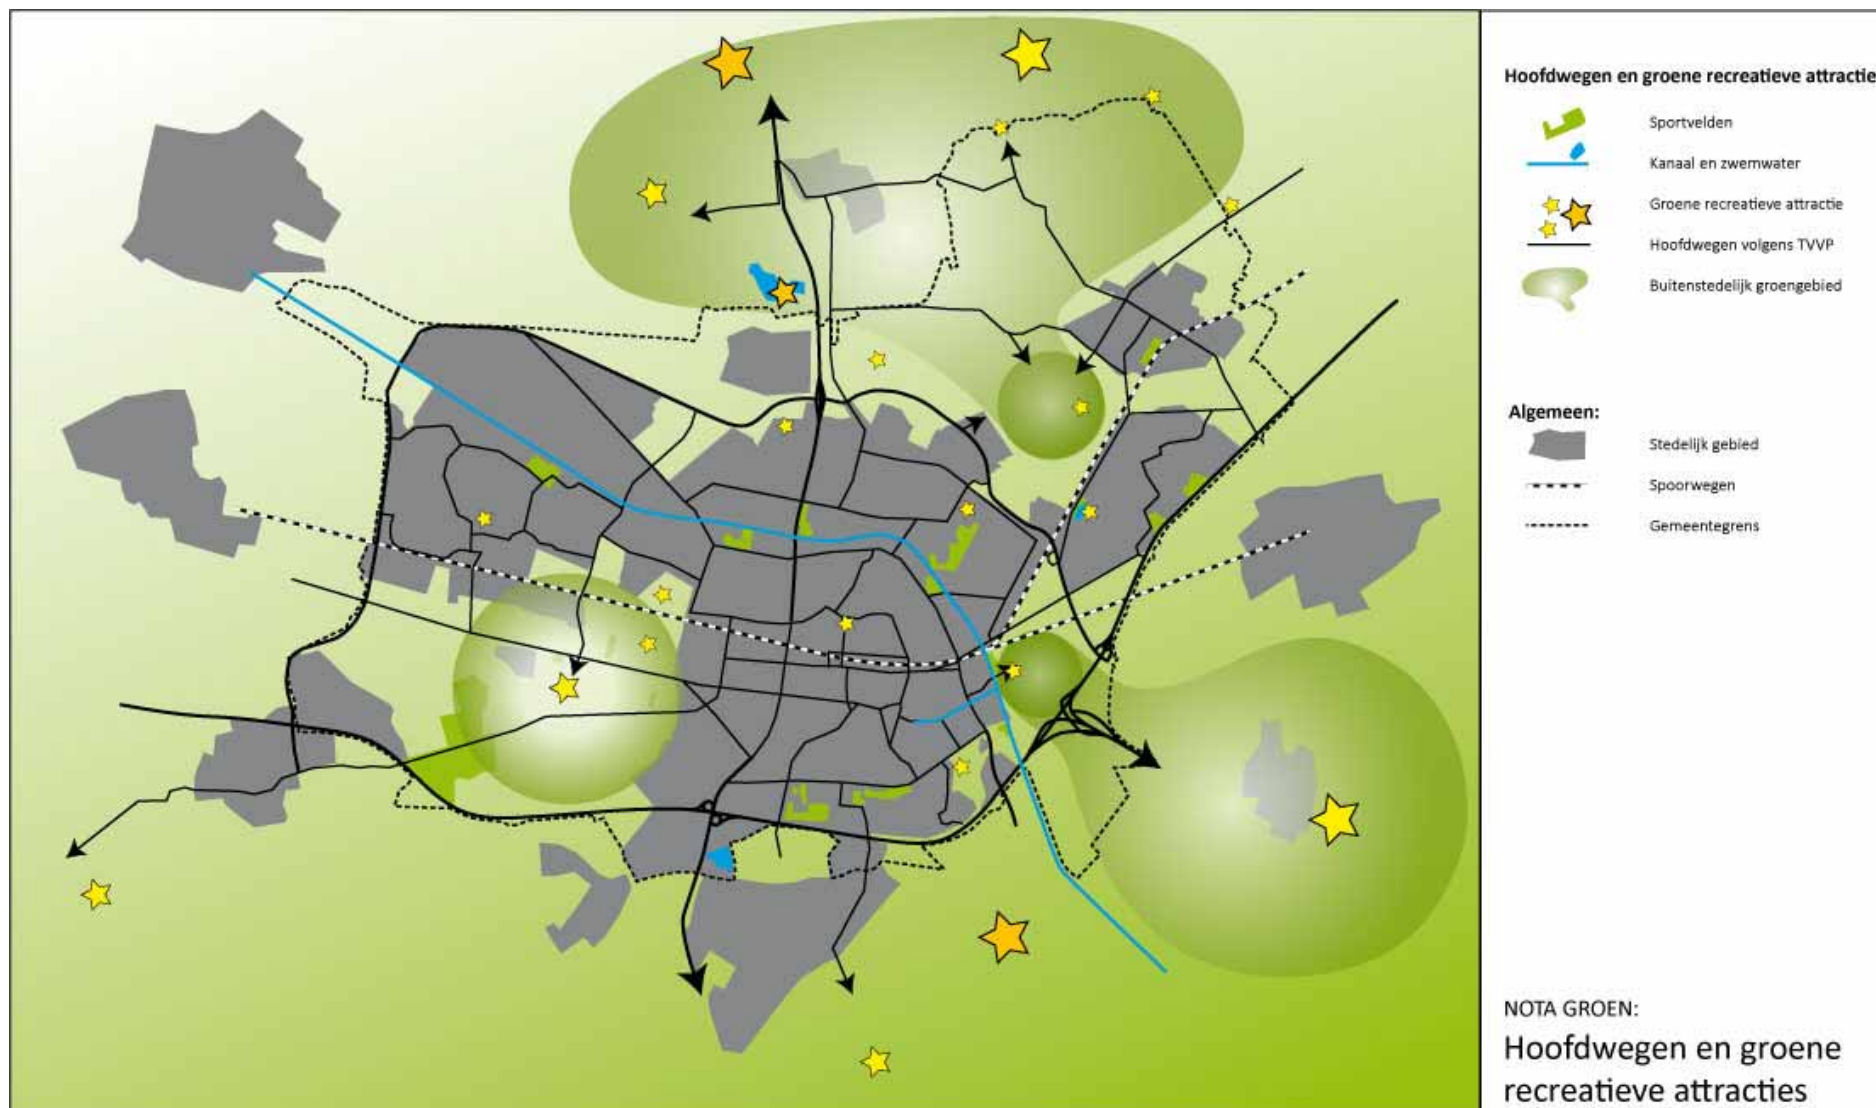 Hoofdwegen en groene recreatieve attractie
Sportvelden
Kanaal en zwemwater
Groene recreatieve attractie
Hoofdwegen volgens TVVP
Buitenstedelijk groengebied
Algemeen:
Stedelijk gebied
Spoorwegen
Gemeentegrens
NOTA GROEN:
Hoofdwegen en groene
recreatieve attracties